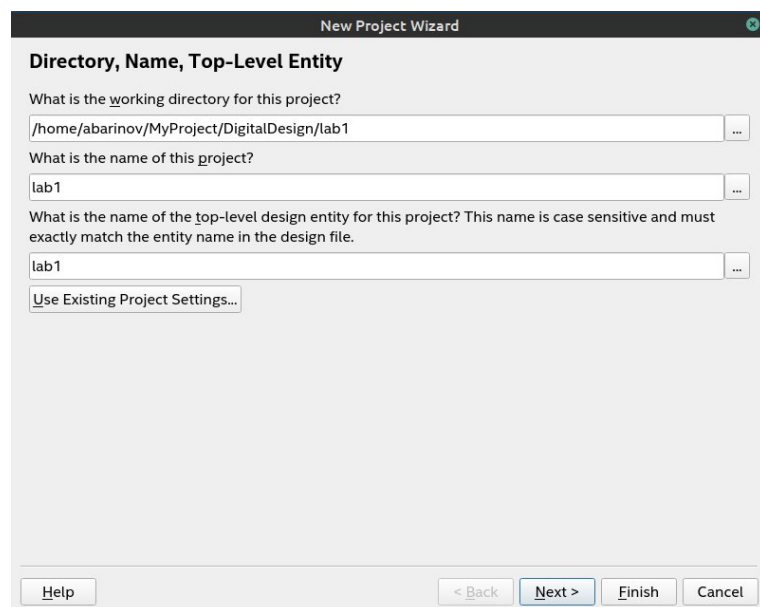 New Project Wizard
Directory, Name, Top-Level Entity
What is the working directory for this project?
/home/abarinov/MyProject/DigitalDesign/lab1
...
What is the name of this project?
lab1
...
What is the name of the top-level design entity for this project? This name is case sensitive and must
exactly match the entity name in the design file.
lab1
...
Use Existing Project Settings...
Help
< Back
Next >
Finish
Cancel